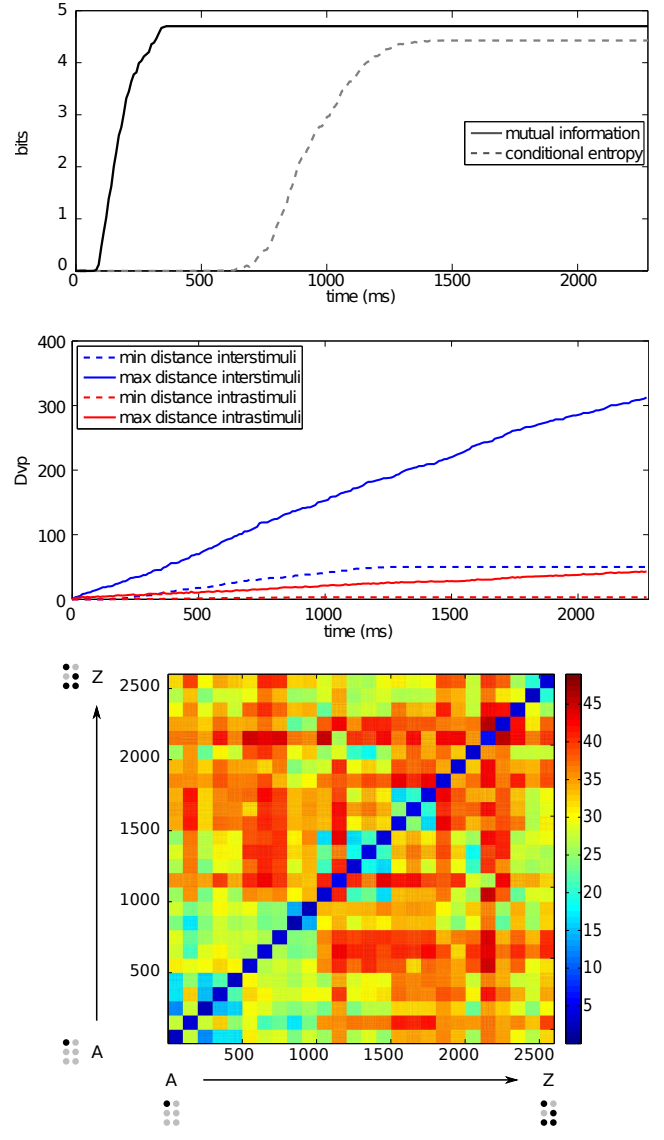 5
4
3
2
1
0
bits
mutual information
conditional entropy
0 500 1000 1500 2000
time (ms)
400
300
200
100
0
Dvp
min distance interstimuli
max distance interstimuli
min distance intrastimuli
max distance intrastimuli
0 500 1000 1500 2000
time (ms)
Z
A
2500
2000
1500
1000
500
45
40
35
30
25
20
15
10
5
500 1000 1500 2000 2500
A Z